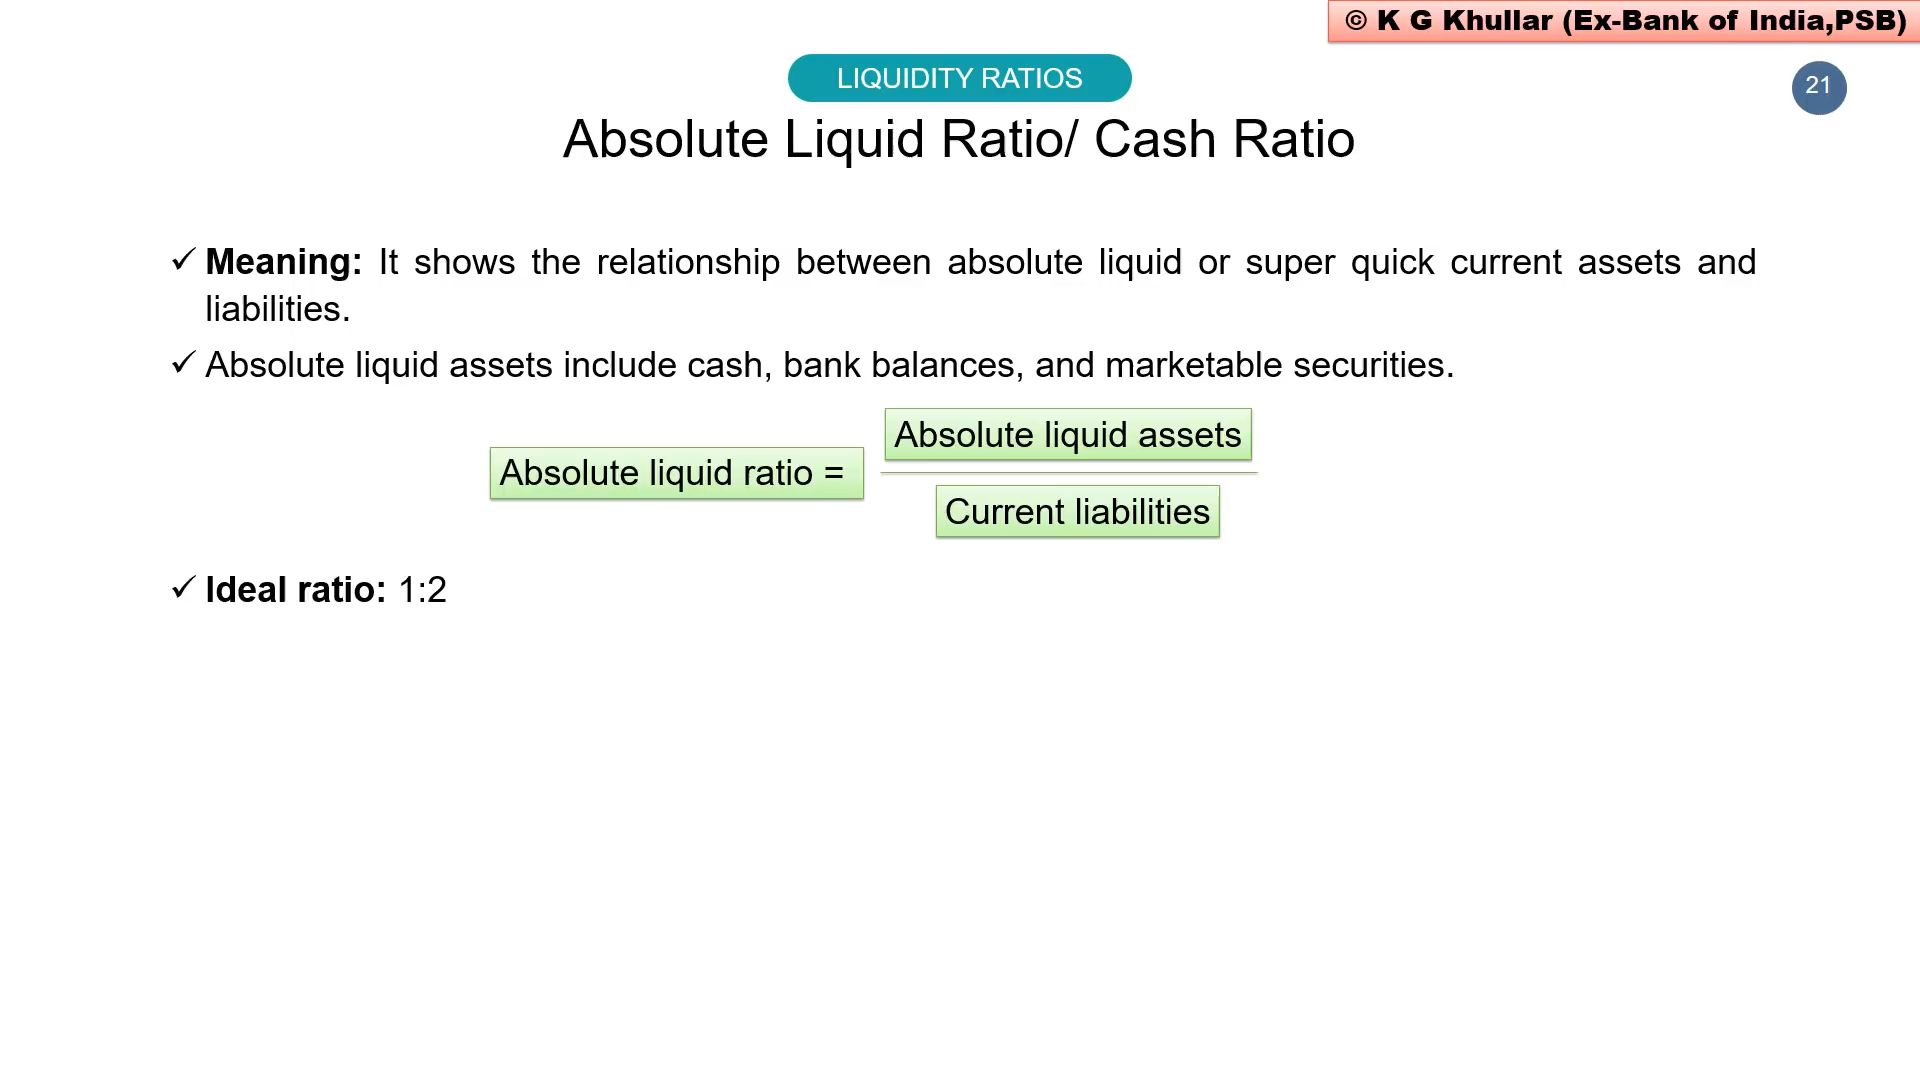 © K G Khullar (Ex-Bank of India,PSB)
LIQUIDITY RATIOS
21
Absolute Liquid Ratio/ Cash Ratio
✓ Meaning: It shows the relationship between absolute liquid or super quick current assets and
liabilities.
✓ Absolute liquid assets include cash, bank balances, and marketable securities.
Absolute liquid ratio =
Absolute liquid assets
Current liabilities
✓ Ideal ratio: 1:2